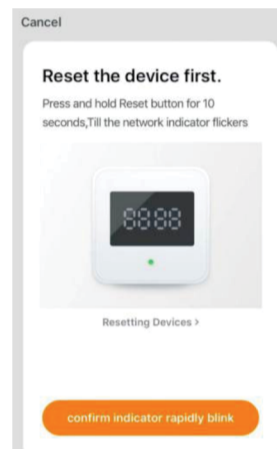 Cancel
Reset the device first.
Press and hold Reset button for 10
seconds,Till the network indicator flickers
8888
Resetting Devices >
confirm indicator rapidly blink